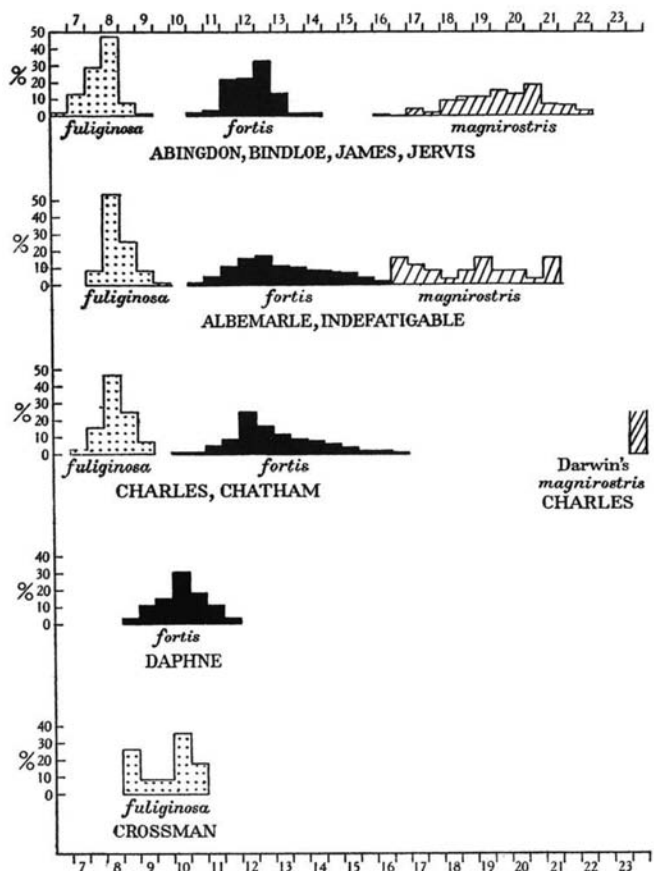 7 8 9 10 11 12 13 14 15 16 17 18 19 20 21 22 23
50
40
30
20
10
0
%
fuliginosa fortis magnirostris
ABINGDON, BINDLOE, JAMES, JERVIS
50
40
30
20
10
0
%
fuliginosa fortis magnirostris
ALBEMARLE, INDEFATIGABLE
50
40
30
20
10
0
%
fuliginosa fortis
CHARLES, CHATHAM
Darwin's
magnirostris
CHARLES
40
30
20
10
0
%
fortis
DAPHNE
40
30
20
10
0
%
fuliginosa
CROSSMAN
7 8 9 10 11 12 13 14 15 16 17 18 19 20 21 22 23